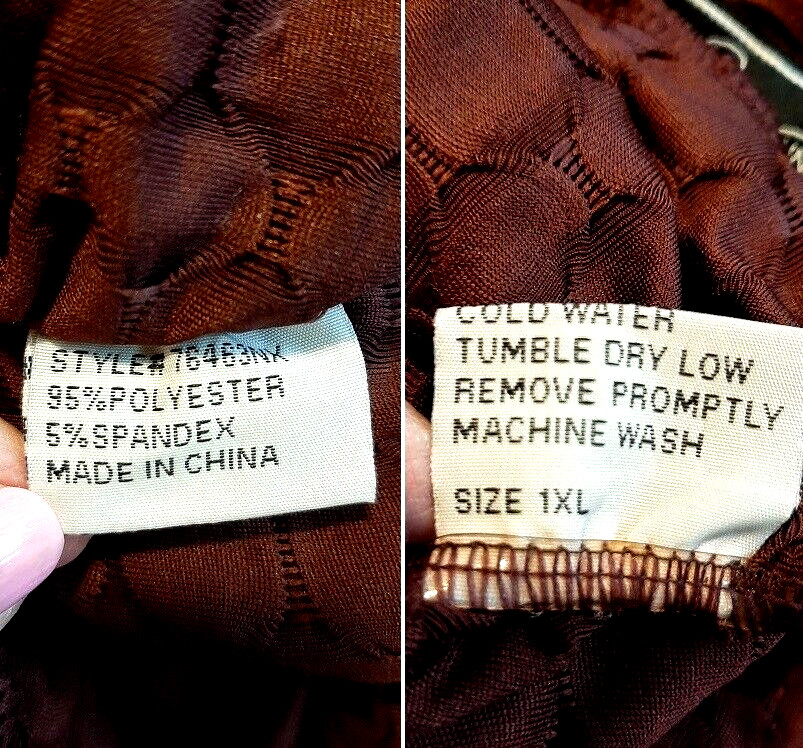 STYLE# 76463NX
95%POLYESTER
5%SPANDEX
MADE IN CHINA
COLD WATER
TUMBLE DRY LOW
REMOVE PROMPTLY
MACHINE WASH
SIZE 1XL